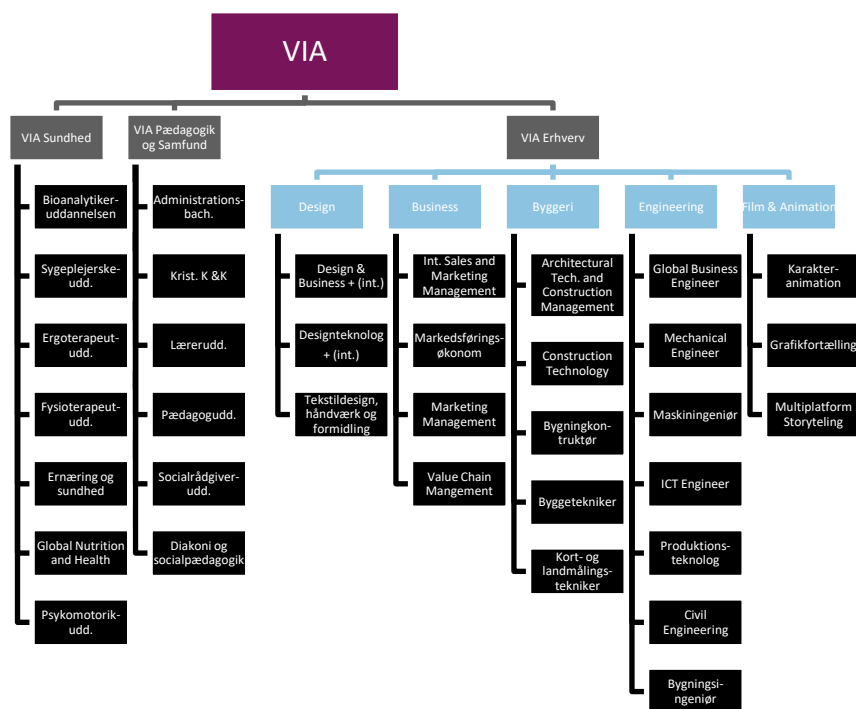 VIA
VIA Sundhed
Bioanalytiker-
uddannelsen
Sygeplejerske-
udd.
Ergoterapeut-
udd.
Fysioterapeut-
udd.
Ernæring og
sundhed
Global Nutrition
and Health
Psykomotorik-
udd.
VIA Pædagogik
og Samfund
Administrations-
bach.
Krist. K &K
Lærerudd.
Pædagogudd.
Socialrådgiver-
udd.
Diakoni og
socialpædagogik
VIA Erhverv
Design
Design &
Business + (int.)
Designteknolog
+ (int.)
Tekstildesign,
håndværk og
formidling
Business
Int. Sales and
Marketing
Management
Markedsførings-
økonom
Marketing
Management
Value Chain
Mangement
Byggeri
Architectural
Tech. and
Construction
Management
Construction
Technology
Bygningkon-
truktør
Byggetekniker
Kort- og
landmålings-
tekniker
Engineering
Global Business
Engineer
Mechanical
Engineer
Maskiningeniør
ICT Engineer
Produktions-
teknolog
Civil
Engineering
Bygningsi-
ngeniør
Film & Animation
Karakter-
animation
Grafikfortælling
Multiplatform
Storyteling